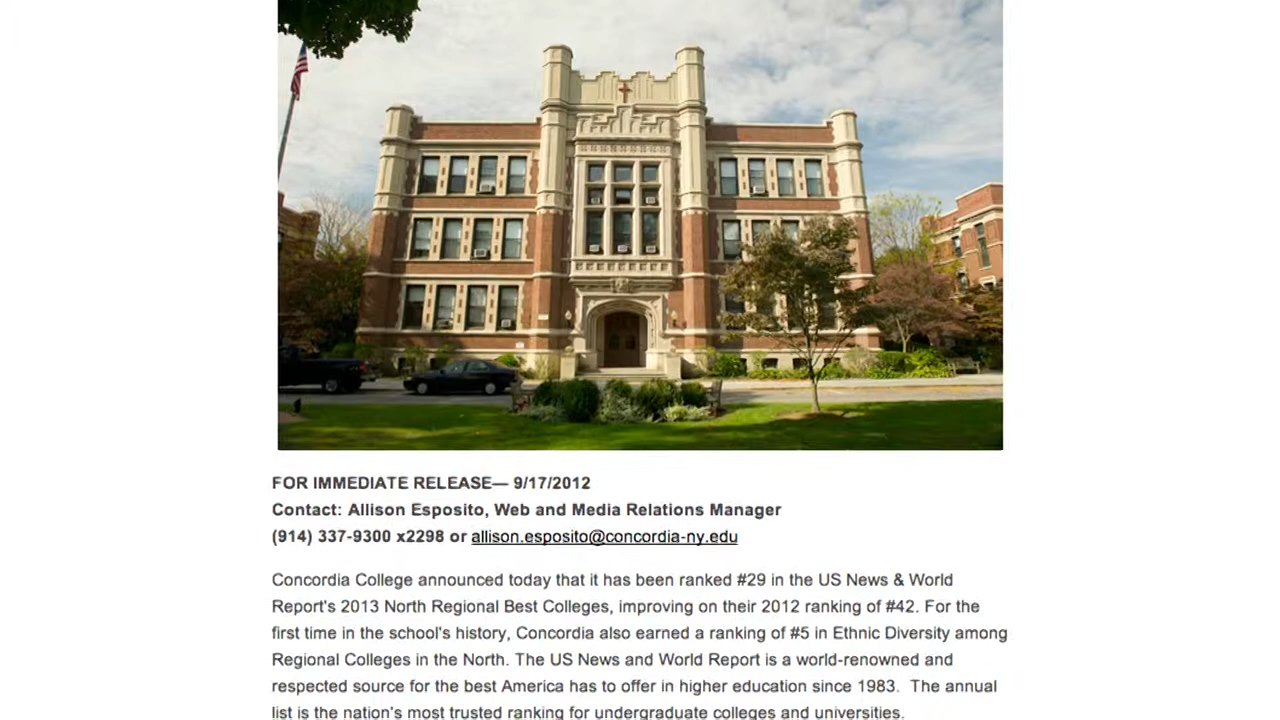 FOR IMMEDIATE RELEASE— 9/17/2012
Contact: Allison Esposito, Web and Media Relations Manager
(914) 337-9300 x2298 or allison.esposito@concordia-ny.edu
Concordia College announced today that it has been ranked #29 in the US News & World
Report's 2013 North Regional Best Colleges, improving on their 2012 ranking of #42. For the
first time in the school's history, Concordia also earned a ranking of #5 in Ethnic Diversity among
Regional Colleges in the North. The US News and World Report is a world-renowned and
respected source for the best America has to offer in higher education since 1983.  The annual
list is the nation's most trusted ranking for undergraduate colleges and universities.